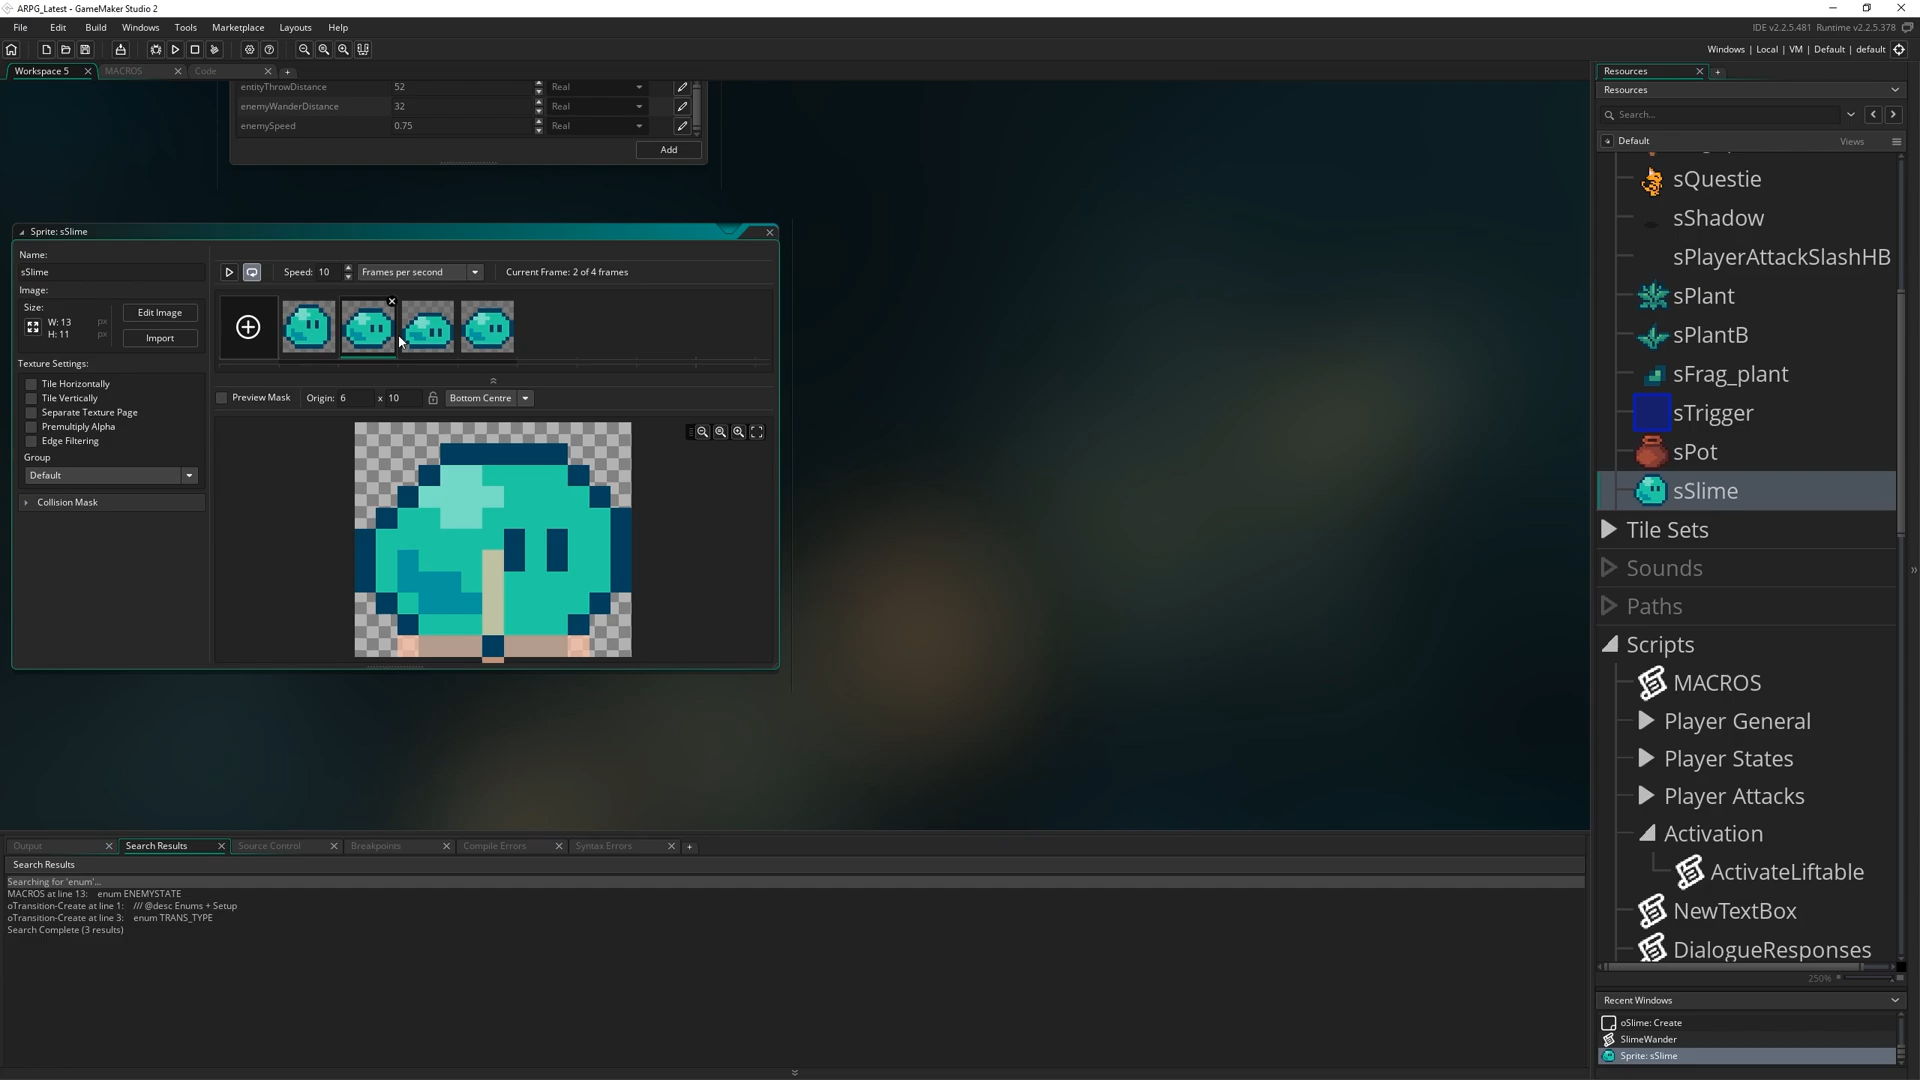 ARPG_Latest - GameMaker Studio 2
File Edit Build Windows Tools Marketplace Layouts Help
IDE v2.2.5.481 Runtime v2.2.5.378
Windows | Local | VM | Default | default
Workspace 5 MACROS Code
entityThrowDistance 52 Real
enemyWanderDistance 32 Real
enemySpeed 0.75 Real
Add
Sprite: sSlime
Name:
sSlime
Image:
Size:
W: 13 px
H: 11 px
Edit Image
Import
Texture Settings:
Tile Horizontally
Tile Vertically
Separate Texture Page
Premultiply Alpha
Edge Filtering
Group
Default
Collision Mask
Speed: 10 Frames per second Current Frame: 2 of 4 frames
Preview Mask Origin: 6 x 10 Bottom Centre
Output Search Results Source Control Breakpoints Compile Errors Syntax Errors
Search Results
Searching for 'enum'...
MACROS at line 13: enum ENEMYSTATE
oTransition-Create at line 1: /// @desc Enums + Setup
oTransition-Create at line 3: enum TRANS_TYPE
Search Complete (3 results)
Resources
Resources
Search...
Default Views
sQuestie
sShadow
sPlayerAttackSlashHB
sPlant
sPlantB
sFrag_plant
sTrigger
sPot
sSlime
Tile Sets
Sounds
Paths
Scripts
MACROS
Player General
Player States
Player Attacks
Activation
ActivateLiftable
NewTextBox
DialogueResponses
250%
Recent Windows
oSlime: Create
SlimeWander
Sprite: sSlime